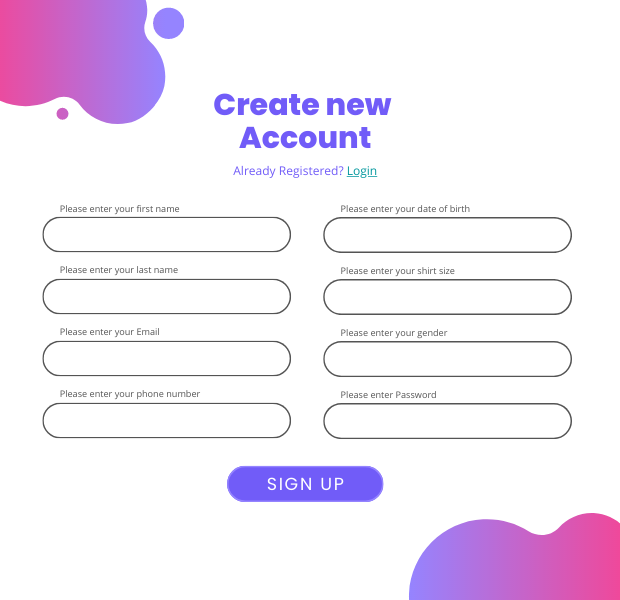 Create new
Account
Already Registered? Login
Please enter your first name
Please enter your date of birth
Please enter your last name
Please enter your shirt size
Please enter your Email
Please enter your gender
Please enter your phone number
Please enter Password
SIGN UP